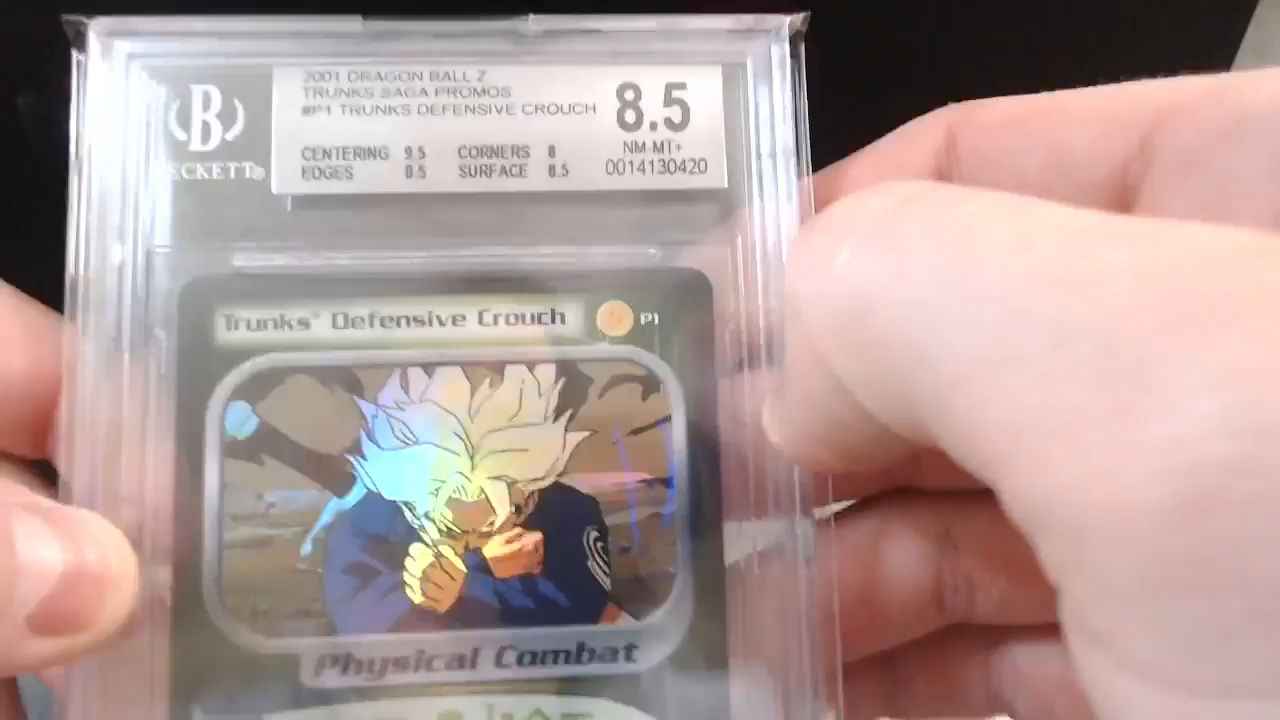 B
BECKETT®
2001 DRAGON BALL Z
TRUNKS SAGA PROMOS
#P1 TRUNKS DEFENSIVE CROUCH
8.5
NM-MT+
0014130420
CENTERING 9.5 CORNERS 8
EDGES 8.5 SURFACE 8.5
Trunks' Defensive Crouch P1
Physical Combat